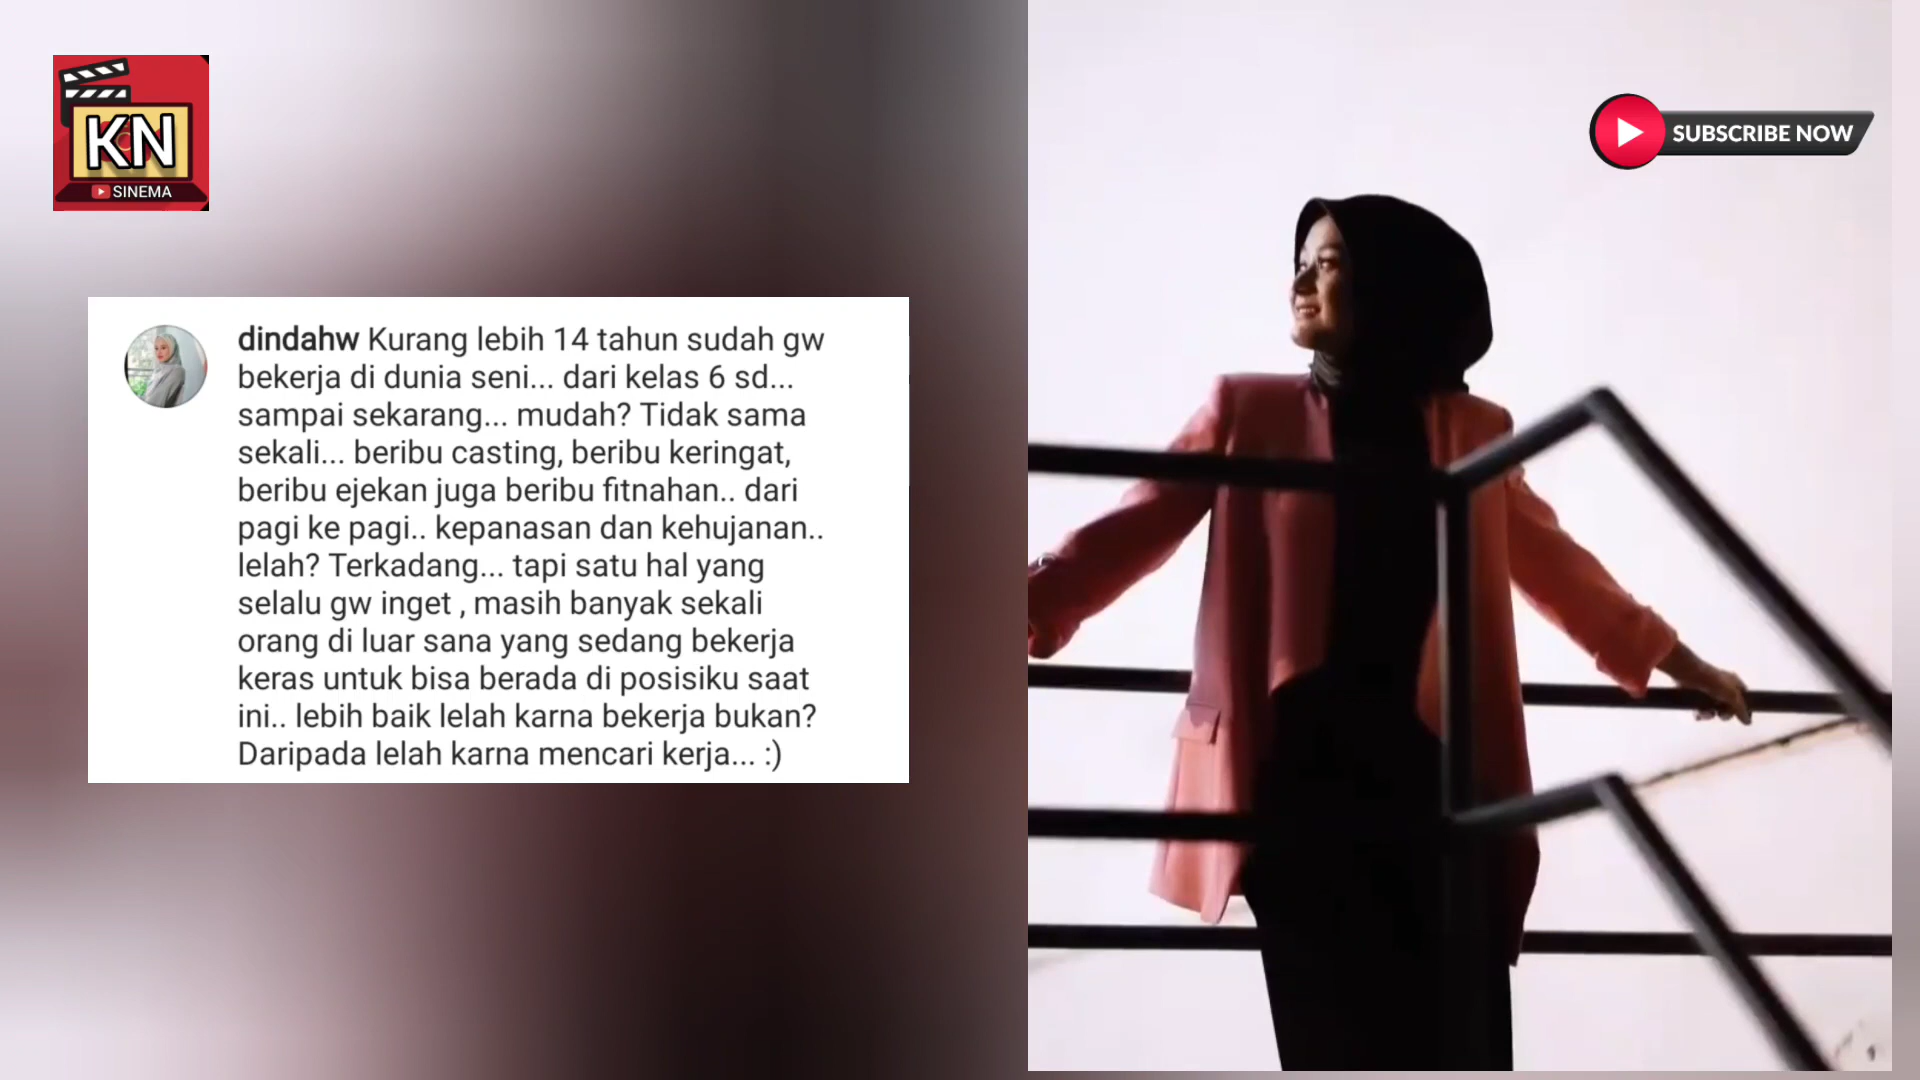 KN
SINEMA
SUBSCRIBE NOW
dindahw Kurang lebih 14 tahun sudah gw
bekerja di dunia seni... dari kelas 6 sd...
sampai sekarang... mudah? Tidak sama
sekali... beribu casting, beribu keringat,
beribu ejekan juga beribu fitnahan.. dari
pagi ke pagi.. kepanasan dan kehujanan..
lelah? Terkadang... tapi satu hal yang
selalu gw inget , masih banyak sekali
orang di luar sana yang sedang bekerja
keras untuk bisa berada di posisiku saat
ini.. lebih baik lelah karna bekerja bukan?
Daripada lelah karna mencari kerja... :)